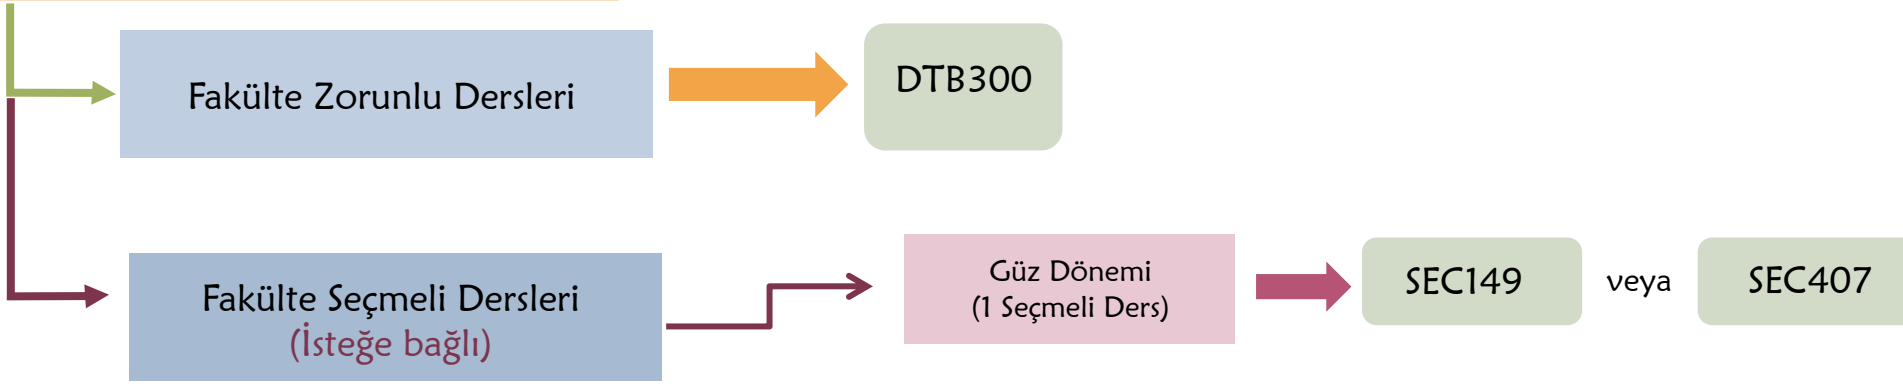 Fakülte Zorunlu Dersleri
DTB300
Fakülte Seçmeli Dersleri
(İsteğe bağlı)
Güz Dönemi
(1 Seçmeli Ders)
SEC149
veya
SEC407